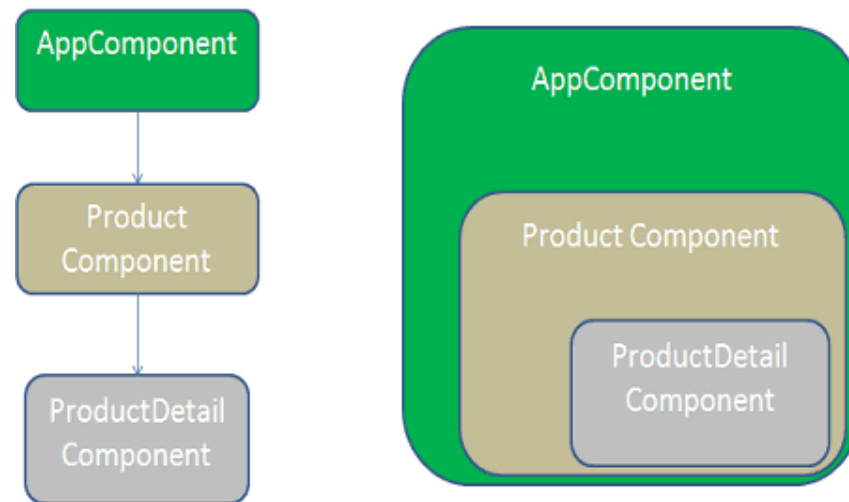 AppComponent
Product
Component
ProductDetail
Component
AppComponent
Product Component
ProductDetail
Component